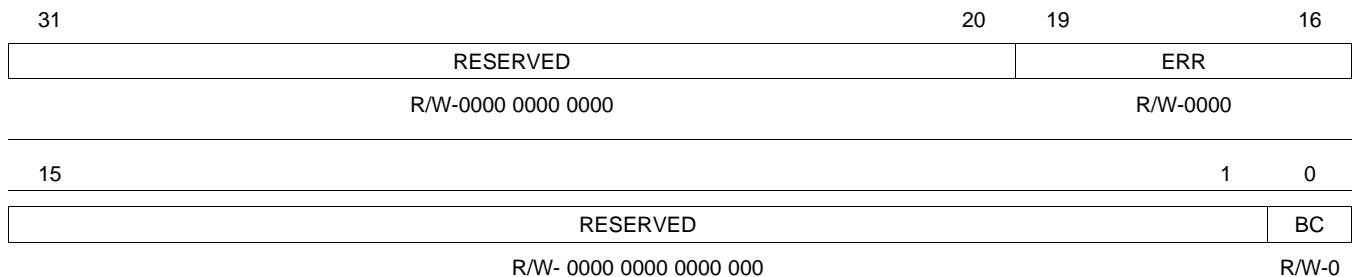 31 20 19 16
RESERVED ERR
R/W-0000 0000 0000 R/W-0000
15 1 0
RESERVED BC
R/W- 0000 0000 0000 000 R/W-0